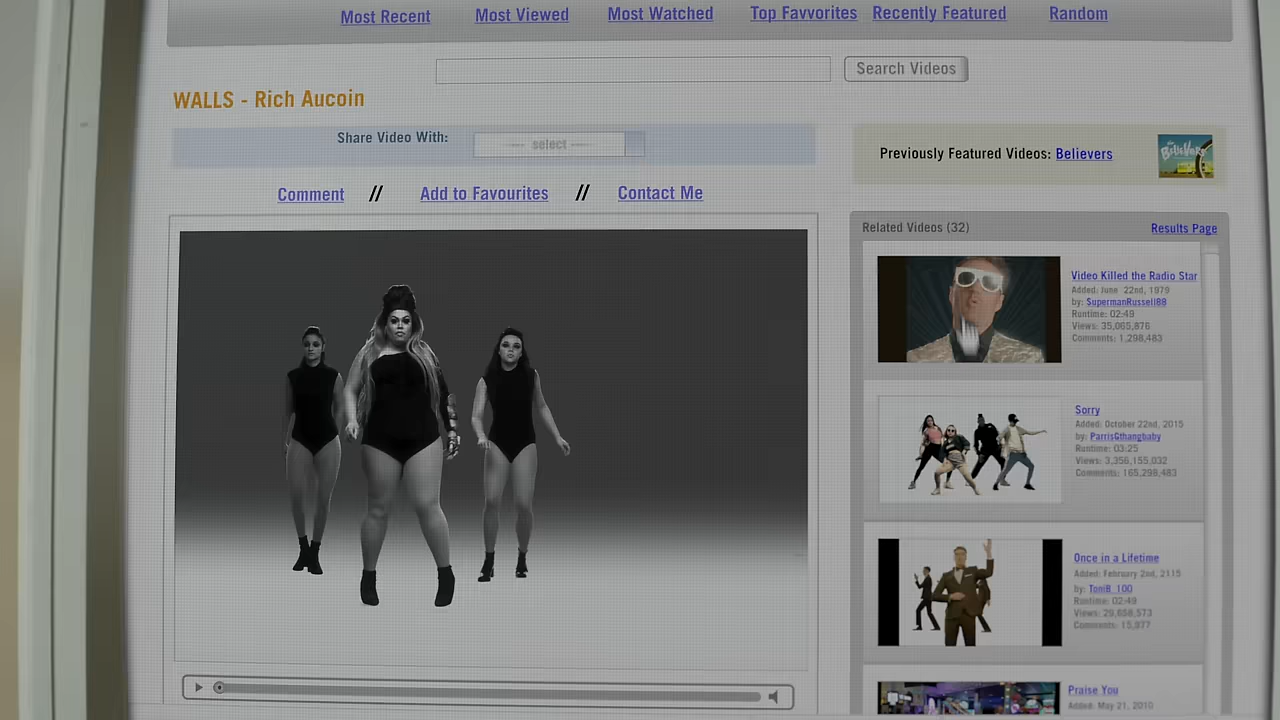 Most Recent
Most Viewed
Most Watched
Top Favvorites
Recently Featured
Random
Search Videos
WALLS - Rich Aucoin
Share Video With:
---- select ----
Previously Featured Videos: Believers
the BELiEVERS
Comment // Add to Favourites // Contact Me
Related Videos (32)
Results Page
Video Killed the Radio Star
Added: June 22nd, 1979
by: SupermanRussell88
Runtime: 02:49
Views: 35,065,876
Comments: 1,298,483
Sorry
Added: October 22nd, 2015
by: ParrisGthangbaby
Runtime: 03:25
Views: 3,356,155,032
Comments: 165,298,483
Once in a Lifetime
Added: February 2nd, 2115
by: ToniB_100
Runtime: 02:49
Views: 29,658,573
Comments: 15,977
Praise You
Added: May 21, 2010